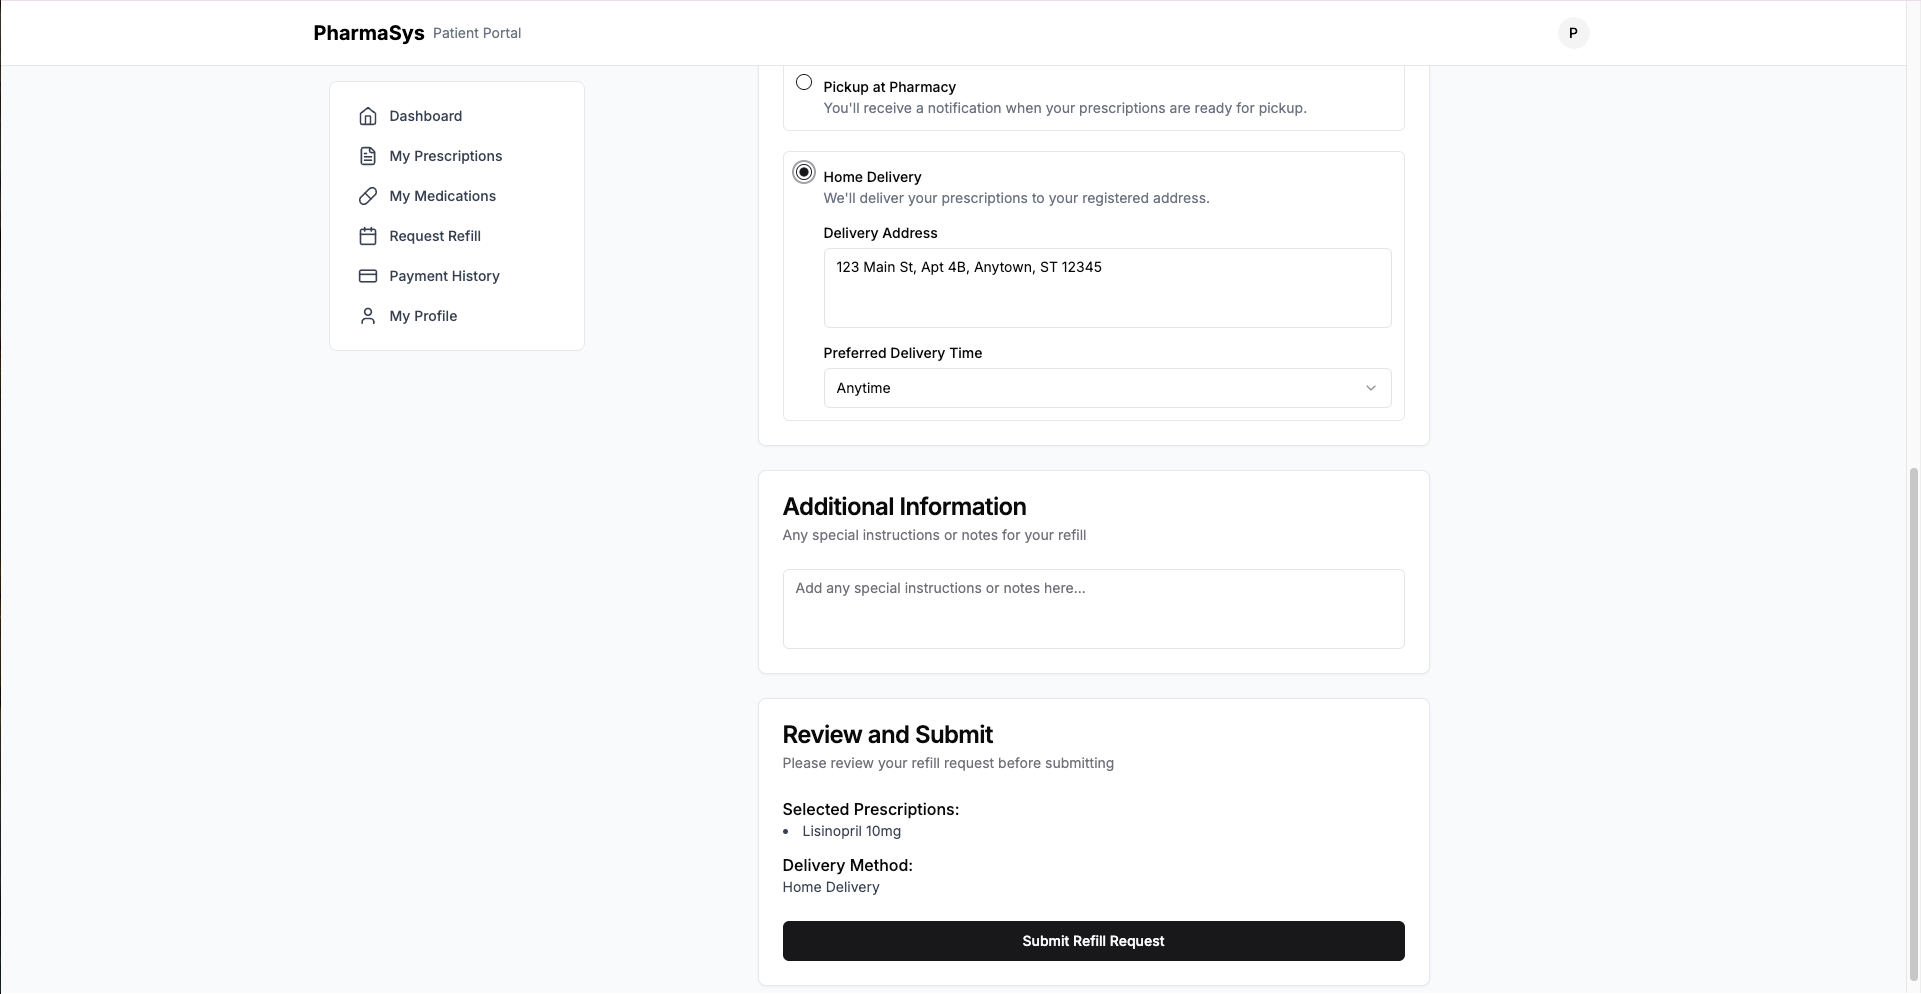 PharmaSys Patient Portal
P
Dashboard
My Prescriptions
My Medications
Request Refill
Payment History
My Profile
Pickup at Pharmacy
You'll receive a notification when your prescriptions are ready for pickup.
Home Delivery
We'll deliver your prescriptions to your registered address.
Delivery Address
123 Main St, Apt 4B, Anytown, ST 12345
Preferred Delivery Time
Anytime
Additional Information
Any special instructions or notes for your refill
Add any special instructions or notes here...
Review and Submit
Please review your refill request before submitting
Selected Prescriptions:
• Lisinopril 10mg
Delivery Method:
Home Delivery
Submit Refill Request